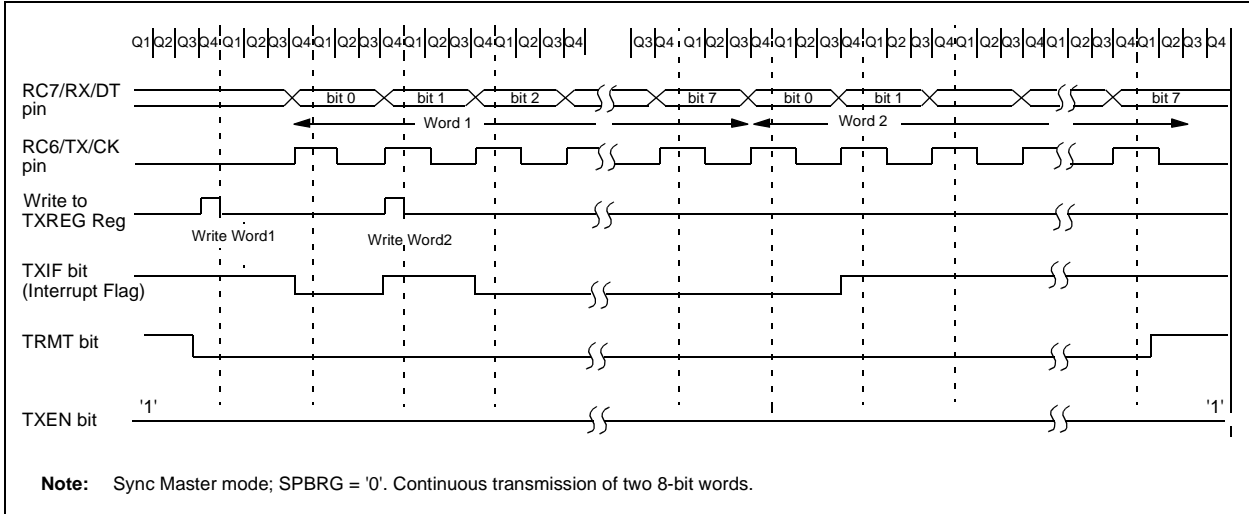 Q1 Q2 Q3 Q4 Q1 Q2 Q3 Q4 Q1 Q2 Q3 Q4 Q1 Q2 Q3 Q4 Q3 Q4 Q1 Q2 Q3 Q4 Q1 Q2 Q3 Q4 Q1 Q2 Q3 Q4 Q1 Q2 Q3 Q4 Q1 Q2 Q3 Q4 Q1 Q2 Q3 Q4
RC7/RX/DT
pin
bit 0 bit 1 bit 2 bit 7 bit 0 bit 1 bit 7
Word 1 Word 2
RC6/TX/CK
pin
Write to
TXREG Reg
Write Word1 Write Word2
TXIF bit
(Interrupt Flag)
TRMT bit
'1' '1'
TXEN bit
Note: Sync Master mode; SPBRG = '0'. Continuous transmission of two 8-bit words.